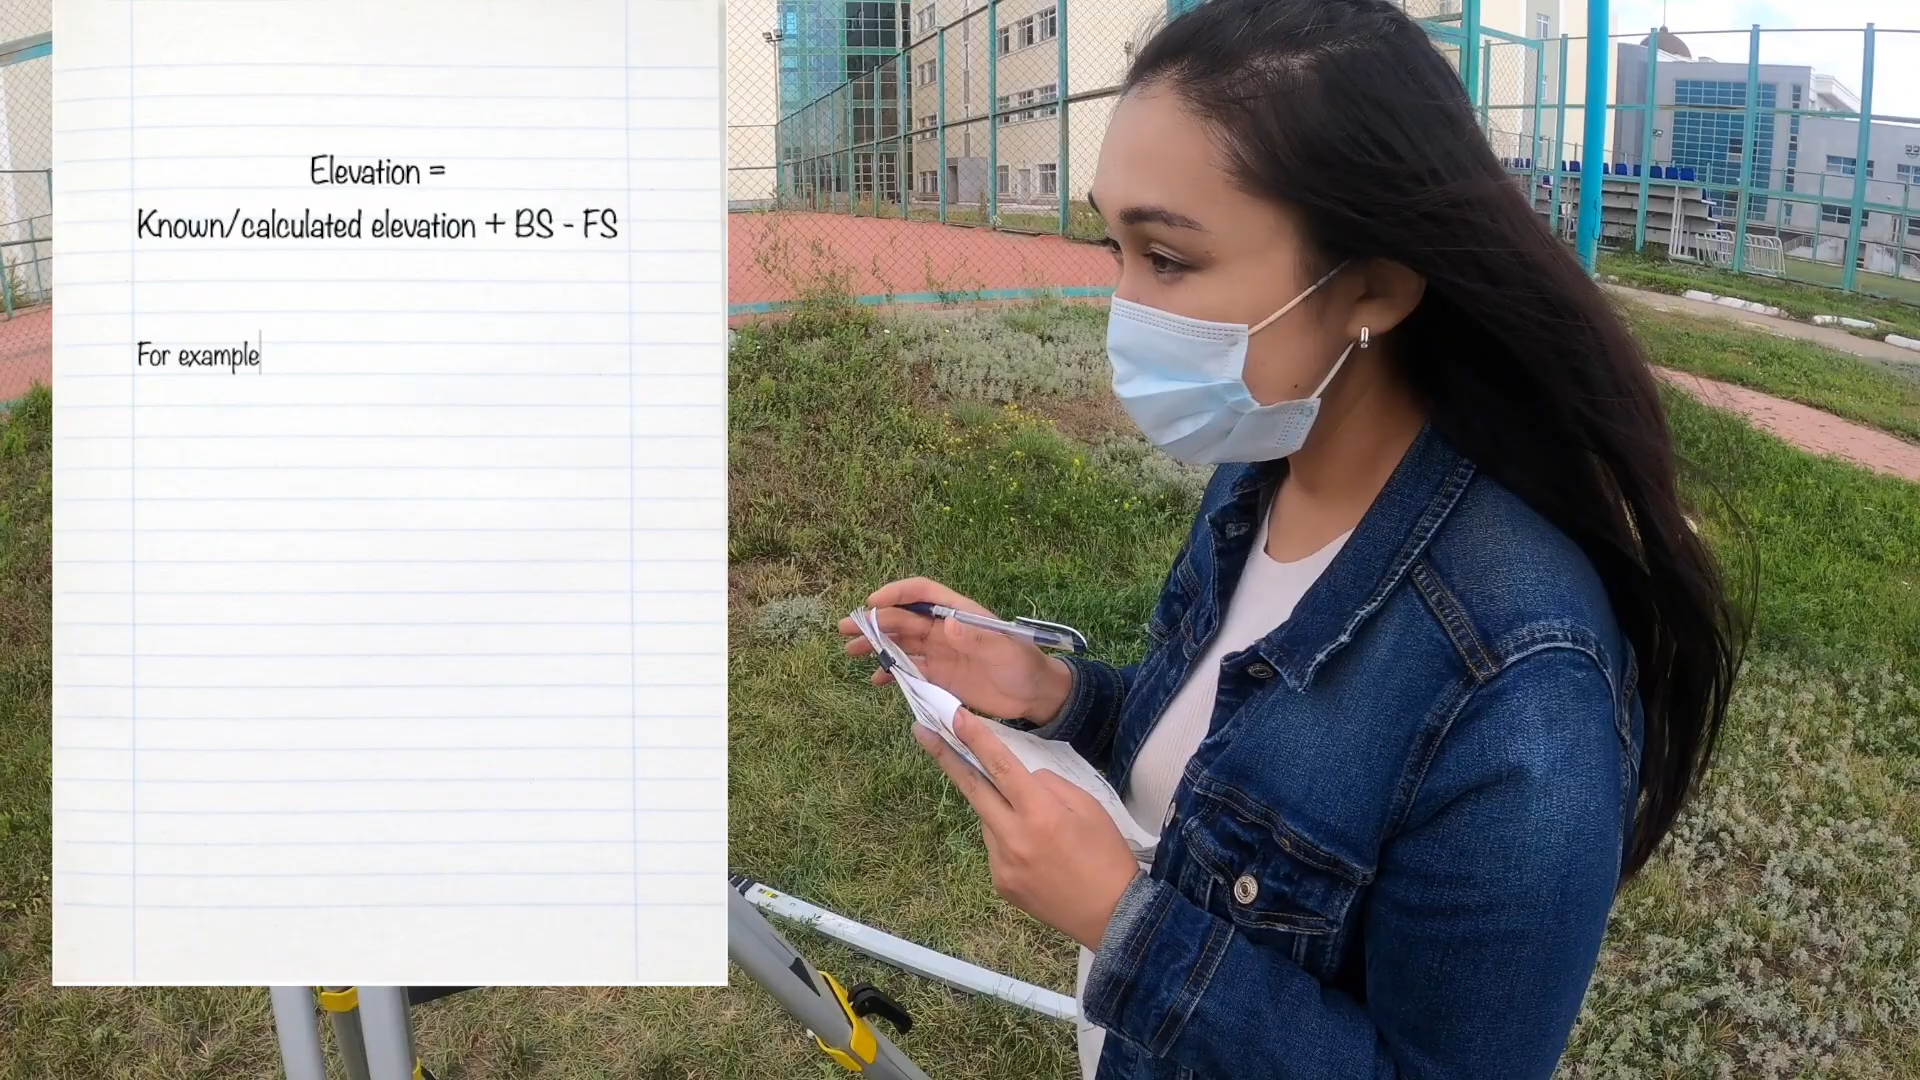 Elevation =
Known/calculated elevation + BS - FS
For example